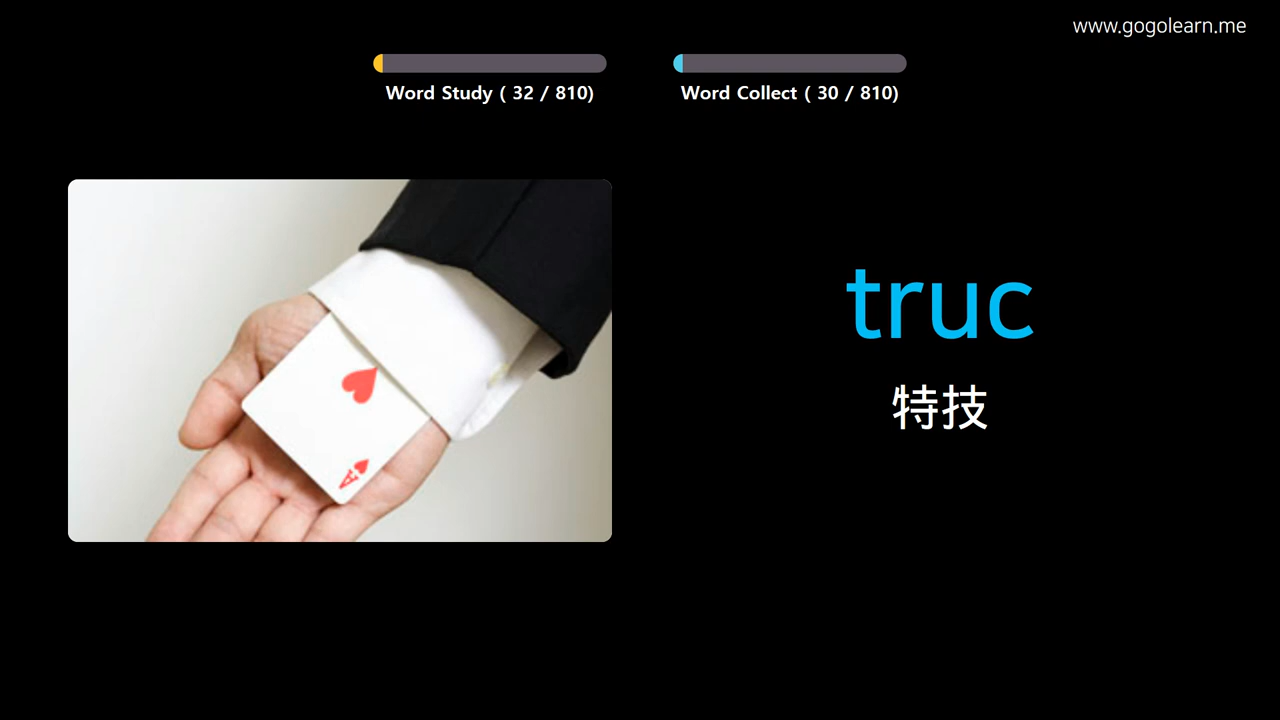 www.gogolearn.me
Word Study ( 32 / 810)
Word Collect ( 30 / 810)
truc
特技
A